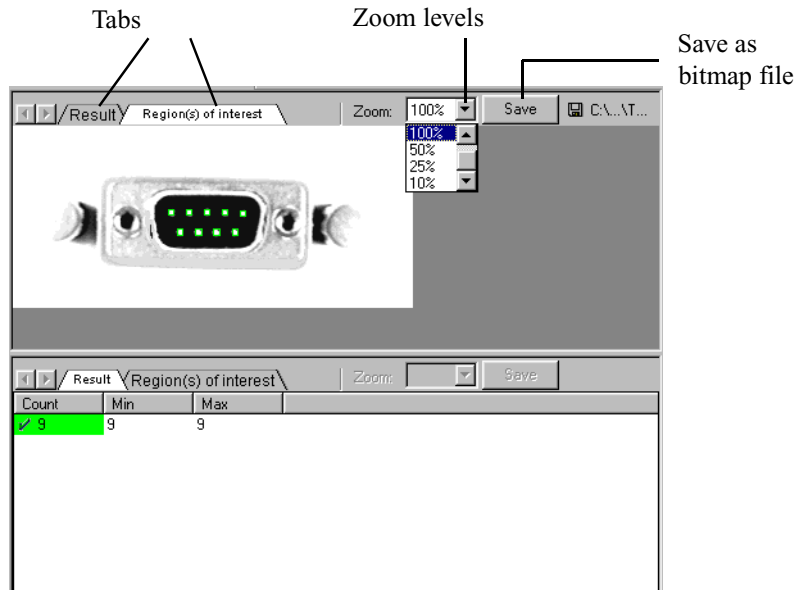 Tabs
Zoom levels
Save as
bitmap file
Result Region(s) of interest Zoom: 100% Save C:\...\T...
100%
50%
25%
10%
Result Region(s) of interest Zoom: Save
Count Min Max
9 9 9